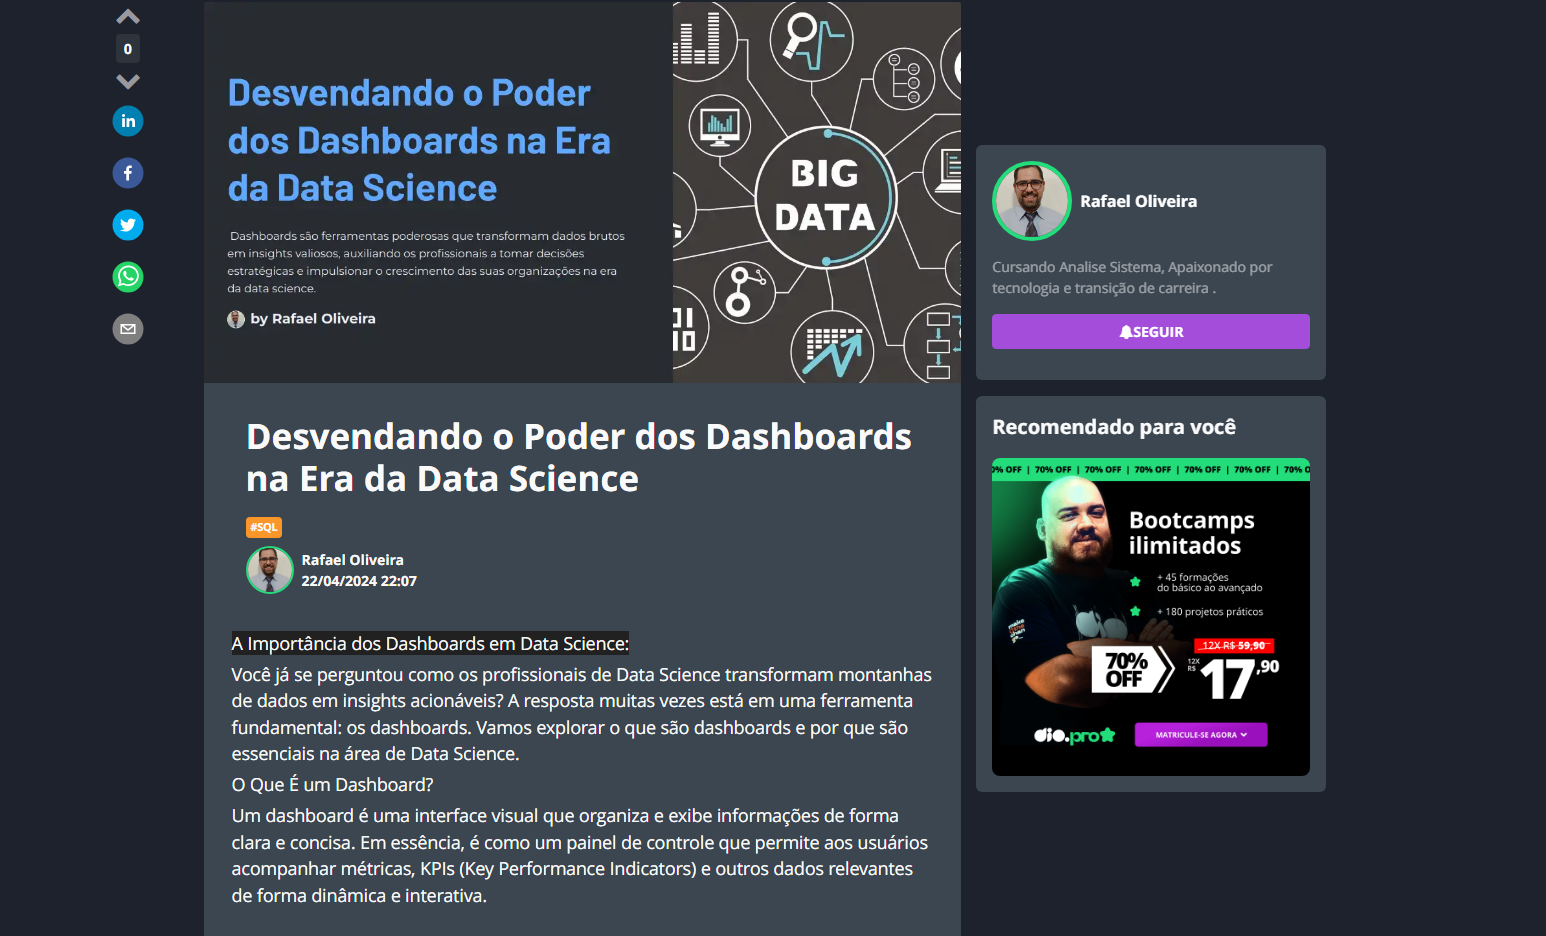 0
Desvendando o Poder
dos Dashboards na Era
da Data Science
Dashboards são ferramentas poderosas que transformam dados brutos
em insights valiosos, auxiliando os profissionais a tomar decisões
estratégicas e impulsionar o crescimento das suas organizações na era
da data science.
by Rafael Oliveira
BIG
DATA
Desvendando o Poder dos Dashboards
na Era da Data Science
#SQL
Rafael Oliveira
22/04/2024 22:07
A Importância dos Dashboards em Data Science:
Você já se perguntou como os profissionais de Data Science transformam montanhas
de dados em insights acionáveis? A resposta muitas vezes está em uma ferramenta
fundamental: os dashboards. Vamos explorar o que são dashboards e por que são
essenciais na área de Data Science.
O Que É um Dashboard?
Um dashboard é uma interface visual que organiza e exibe informações de forma
clara e concisa. Em essência, é como um painel de controle que permite aos usuários
acompanhar métricas, KPIs (Key Performance Indicators) e outros dados relevantes
de forma dinâmica e interativa.
Rafael Oliveira
Cursando Analise Sistema, Apaixonado por
tecnologia e transição de carreira .
SEGUIR
Recomendado para você
0% OFF | 70% OFF | 70% OFF | 70% OFF | 70% OFF | 70% OFF | 70% O
Bootcamps
ilimitados
+ 45 formações
do básico ao avançado
+ 180 projetos práticos
12X R$ 59,90
70%
OFF
12X
R$
17,90
dio.pro
MATRICULE-SE AGORA